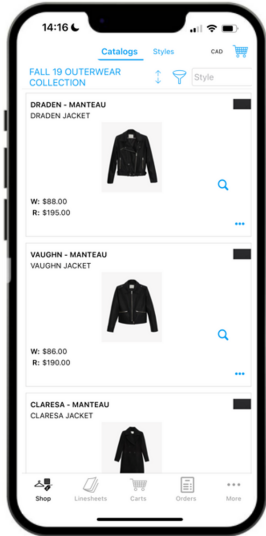 14:16
Catalogs Styles CAD
FALL 19 OUTERWEAR
COLLECTION
Style
DRADEN - MANTEAU
DRADEN JACKET
W: $88.00
R: $195.00
VAUGHN - MANTEAU
VAUGHN JACKET
W: $86.00
R: $190.00
CLARESA - MANTEAU
CLARESA JACKET
Shop Linesheets Carts Orders More